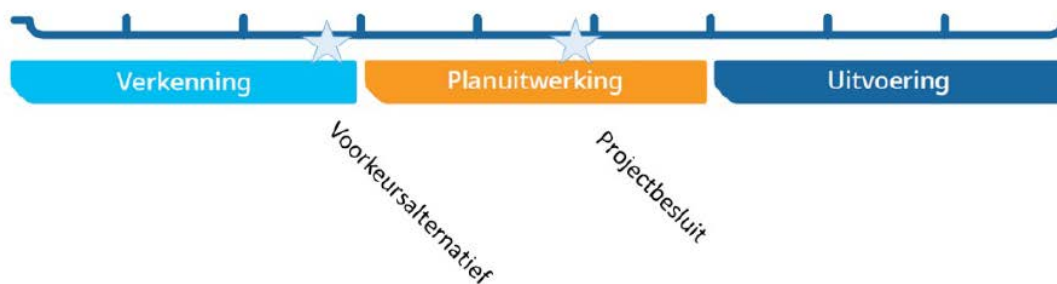 Verkenning
Planuitwerking
Uitvoering
Voorkeursalternatief
Projectbesluit